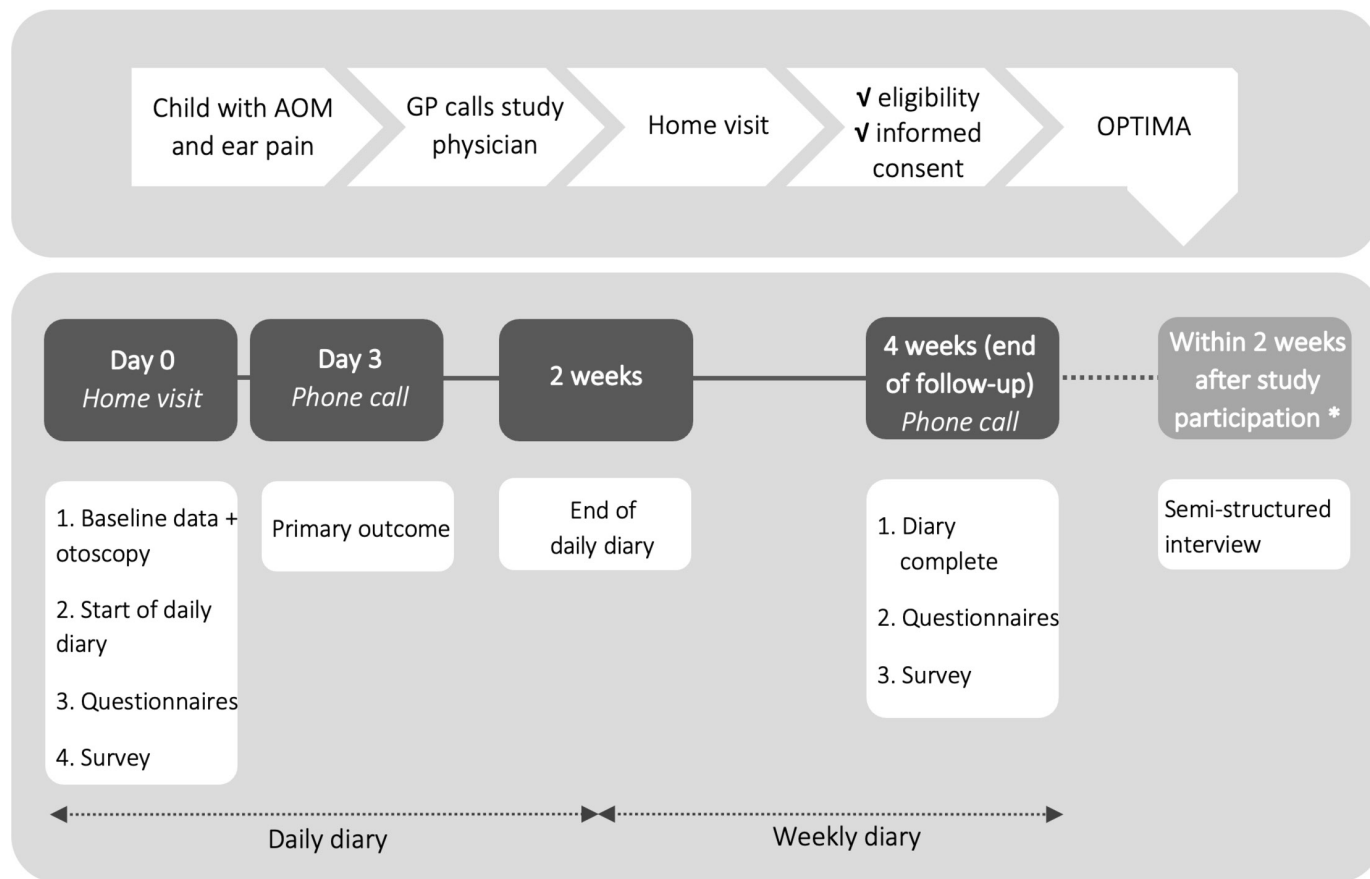 Child with AOM
and ear pain
GP calls study
physician
Home visit
√ eligibility
√ informed
consent
OPTIMA
Day 0
Home visit
Day 3
Phone call
2 weeks
4 weeks (end
of follow-up)
Phone call
Within 2 weeks
after study
participation *
1. Baseline data +
otoscopy
2. Start of daily
diary
3. Questionnaires
4. Survey
Primary outcome
End of
daily diary
1. Diary
complete
2. Questionnaires
3. Survey
Semi-structured
interview
Daily diary
Weekly diary